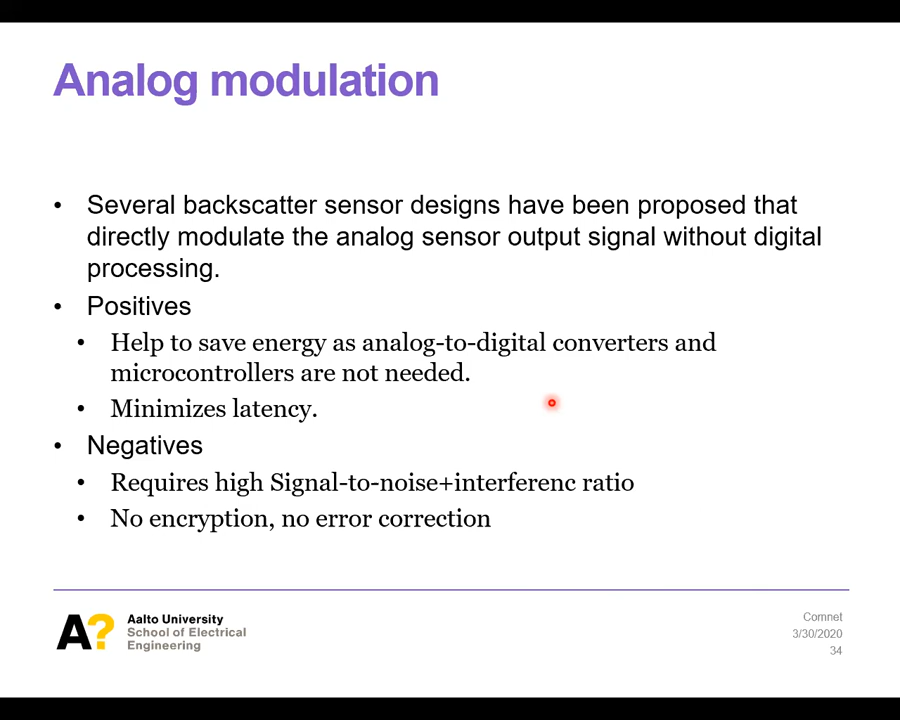 Analog modulation
• Several backscatter sensor designs have been proposed that
directly modulate the analog sensor output signal without digital
processing.
• Positives
• Help to save energy as analog-to-digital converters and
microcontrollers are not needed.
• Minimizes latency.
• Negatives
• Requires high Signal-to-noise+interferenc ratio
• No encryption, no error correction
A?
Aalto University
School of Electrical
Engineering
Comnet
3/30/2020
34